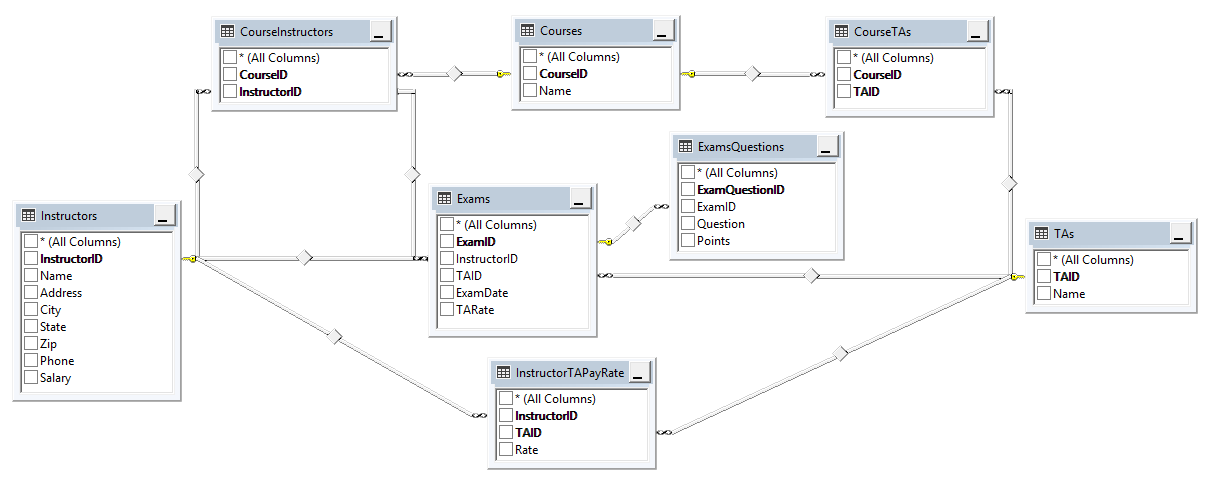 CourseInstructors
* (All Columns)
CourseID
InstructorID
Courses
* (All Columns)
CourseID
Name
CourseTAs
* (All Columns)
CourseID
TAID
ExamsQuestions
* (All Columns)
ExamQuestionID
ExamID
Question
Points
Exams
* (All Columns)
ExamID
InstructorID
TAID
ExamDate
TARate
Instructors
* (All Columns)
InstructorID
Name
Address
City
State
Zip
Phone
Salary
TAs
* (All Columns)
TAID
Name
InstructorTAPayRate
* (All Columns)
InstructorID
TAID
Rate